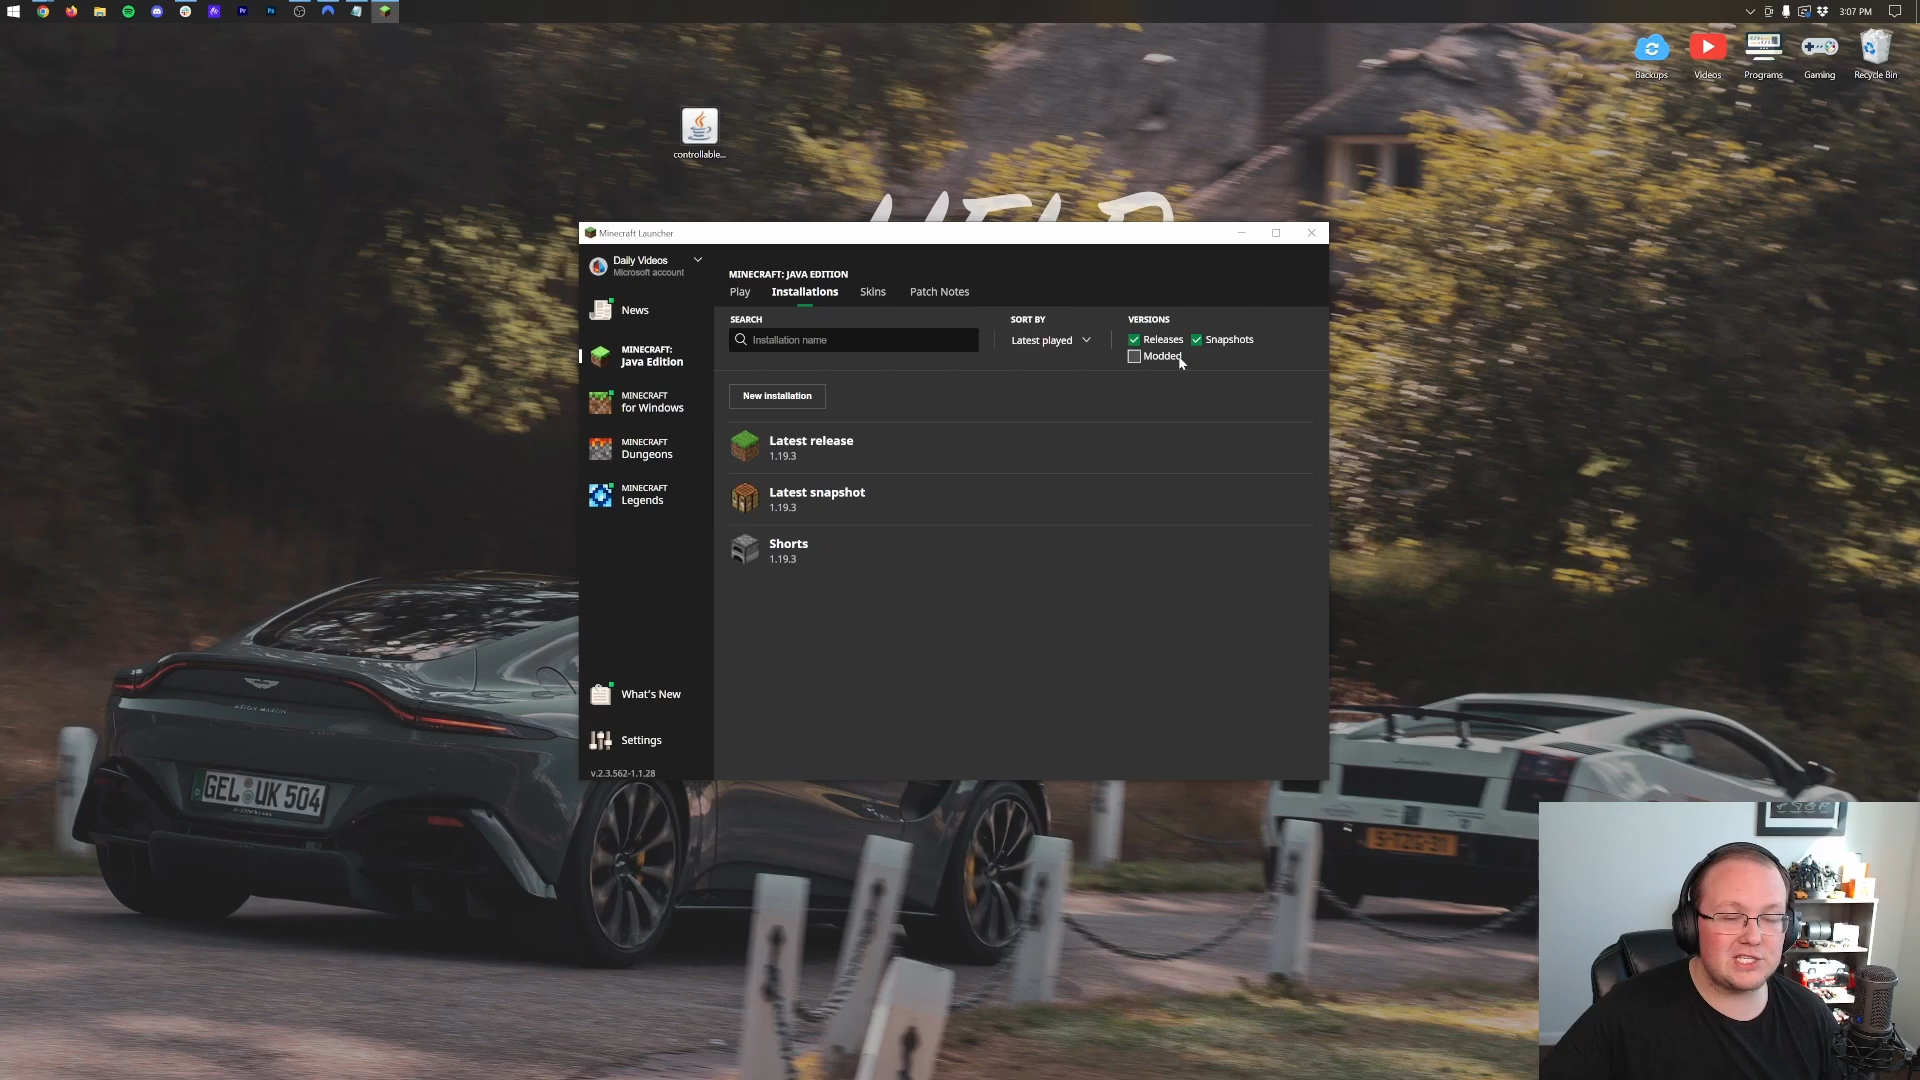 3:07 PM
Backups
Videos
Programs
Gaming
Recycle Bin
controllable...
HELP
Minecraft Launcher
Daily Videos
Microsoft account
News
MINECRAFT:
Java Edition
MINECRAFT
for Windows
MINECRAFT
Dungeons
MINECRAFT
Legends
What's New
Settings
v.2.3.562-1.1.28
MINECRAFT: JAVA EDITION
Play Installations Skins Patch Notes
SEARCH
Installation name
SORT BY
Latest played
VERSIONS
Releases Snapshots
Modded
New installation
Latest release
1.19.3
Latest snapshot
1.19.3
Shorts
1.19.3
ASTON MARTIN
GEL UK 504